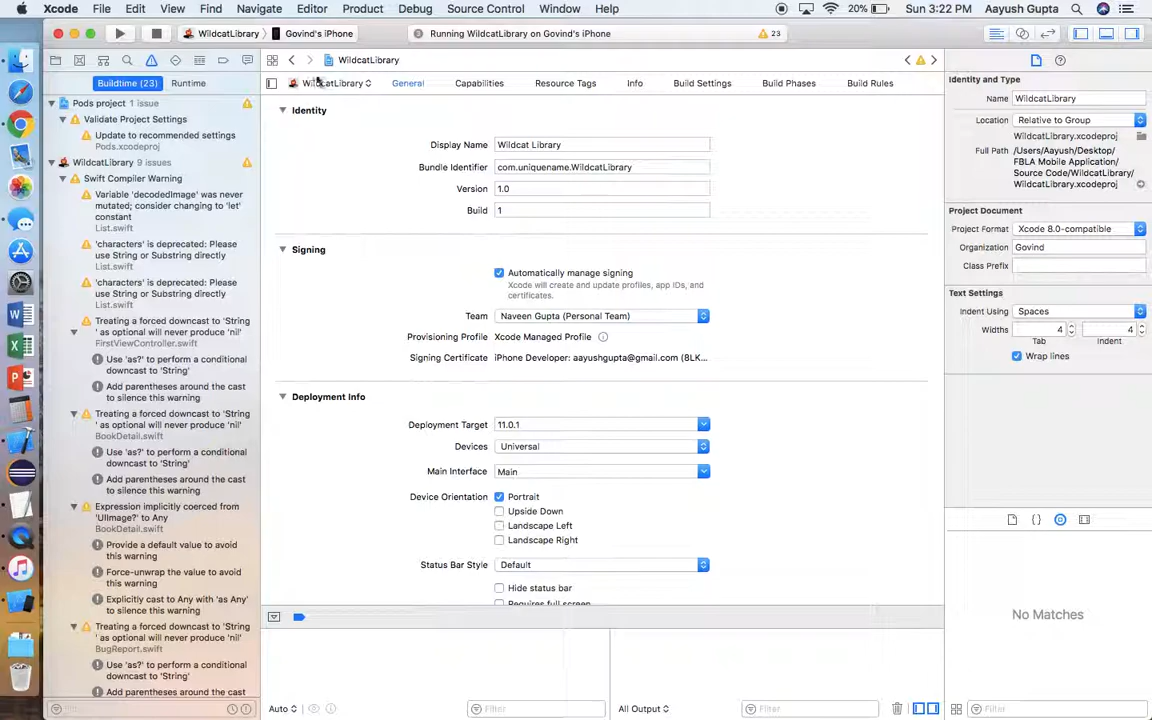 Xcode File Edit View Find Navigate Editor Product Debug Source Control Window Help 20% Sun 3:22 PM Aayush Gupta
WildcatLibrary Govind's iPhone Running WildcatLibrary on Govind's iPhone 23
WildcatLibrary
Buildtime (23) Runtime
WildcatLibrary General Capabilities Resource Tags Info Build Settings Build Phases Build Rules
Pods project 1 issue
Validate Project Settings
Update to recommended settings
Pods.xcodeproj
WildcatLibrary 9 issues
Swift Compiler Warning
Variable 'decodedImage' was never
mutated; consider changing to 'let'
constant
List.swift
'characters' is deprecated: Please
use String or Substring directly
List.swift
'characters' is deprecated: Please
use String or Substring directly
List.swift
Treating a forced downcast to 'String
' as optional will never produce 'nil'
FirstViewController.swift
Use 'as?' to perform a conditional
downcast to 'String'
Add parentheses around the cast
to silence this warning
Treating a forced downcast to 'String
' as optional will never produce 'nil'
BookDetail.swift
Use 'as?' to perform a conditional
downcast to 'String'
Add parentheses around the cast
to silence this warning
Expression implicitly coerced from
'UIImage?' to Any
BookDetail.swift
Provide a default value to avoid
this warning
Force-unwrap the value to avoid
this warning
Explicitly cast to Any with 'as Any'
to silence this warning
Treating a forced downcast to 'String
' as optional will never produce 'nil'
BugReport.swift
Use 'as?' to perform a conditional
downcast to 'String'
Add parentheses around the cast
Filter
Identity
Display Name Wildcat Library
Bundle Identifier com.uniquename.WildcatLibrary
Version 1.0
Build 1
Signing
Automatically manage signing
Xcode will create and update profiles, app IDs, and
certificates.
Team Naveen Gupta (Personal Team)
Provisioning Profile Xcode Managed Profile
Signing Certificate iPhone Developer: aayushgupta@gmail.com (8LK...
Deployment Info
Deployment Target 11.0.1
Devices Universal
Main Interface Main
Device Orientation Portrait
Upside Down
Landscape Left
Landscape Right
Status Bar Style Default
Hide status bar
Requires full screen
Auto Filter All Output Filter
Identity and Type
Name WildcatLibrary
Location Relative to Group
WildcatLibrary.xcodeproj
Full Path /Users/Aayush/Desktop/
FBLA Mobile Application/
Source Code/WildcatLibrary/
WildcatLibrary.xcodeproj
Project Document
Project Format Xcode 8.0-compatible
Organization Govind
Class Prefix
Text Settings
Indent Using Spaces
Widths 4 4
Tab Indent
Wrap lines
No Matches
Filter